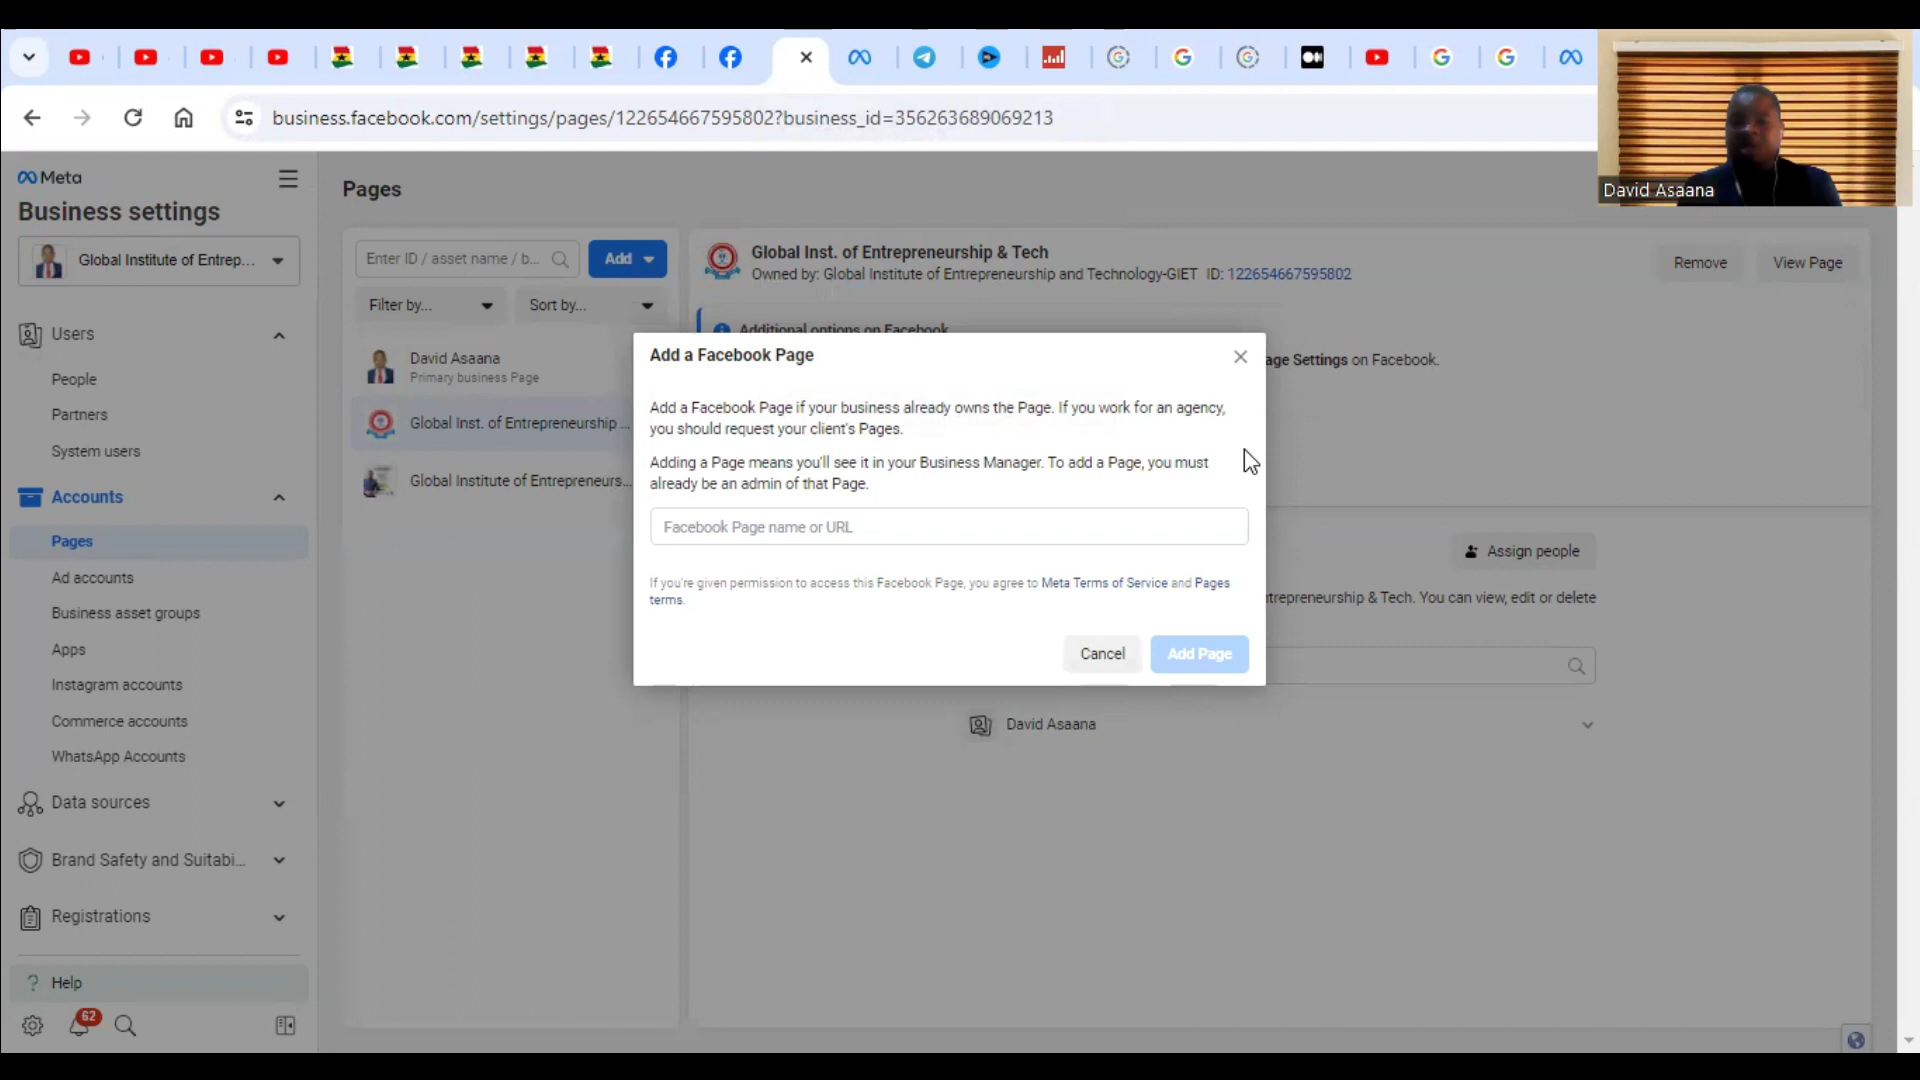 business.facebook.com/settings/pages/122654667595802?business_id=356263689069213
David Asaana
Meta
Business settings
Global Institute of Entrep...
Users
People
Partners
System users
Accounts
Pages
Ad accounts
Business asset groups
Apps
Instagram accounts
Commerce accounts
WhatsApp Accounts
Data sources
Brand Safety and Suitabi...
Registrations
Help
62
Pages
Enter ID / asset name / b...
Add
Filter by...
Sort by...
David Asaana
Primary business Page
Global Inst. of Entrepreneurship ...
Global Institute of Entrepreneurs...
Global Inst. of Entrepreneurship & Tech
Owned by: Global Institute of Entrepreneurship and Technology-GIET ID: 122654667595802
Remove
View Page
Additional options on Facebook
age Settings on Facebook.
Add a Facebook Page
Add a Facebook Page if your business already owns the Page. If you work for an agency,
you should request your client's Pages.
Adding a Page means you'll see it in your Business Manager. To add a Page, you must
already be an admin of that Page.
Facebook Page name or URL
If you're given permission to access this Facebook Page, you agree to Meta Terms of Service and Pages
terms.
Cancel
Add Page
Assign people
trepreneurship & Tech. You can view, edit or delete
David Asaana